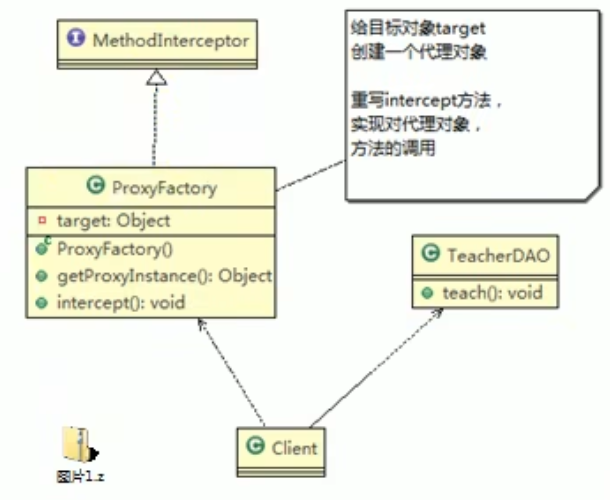 MethodInterceptor
给目标对象target
创建一个代理对象
重写intercept方法，
实现对代理对象，
方法的调用
ProxyFactory
target: Object
ProxyFactory()
getProxyInstance(): Object
intercept(): void
TeacherDAO
teach(): void
Client
图片1.z